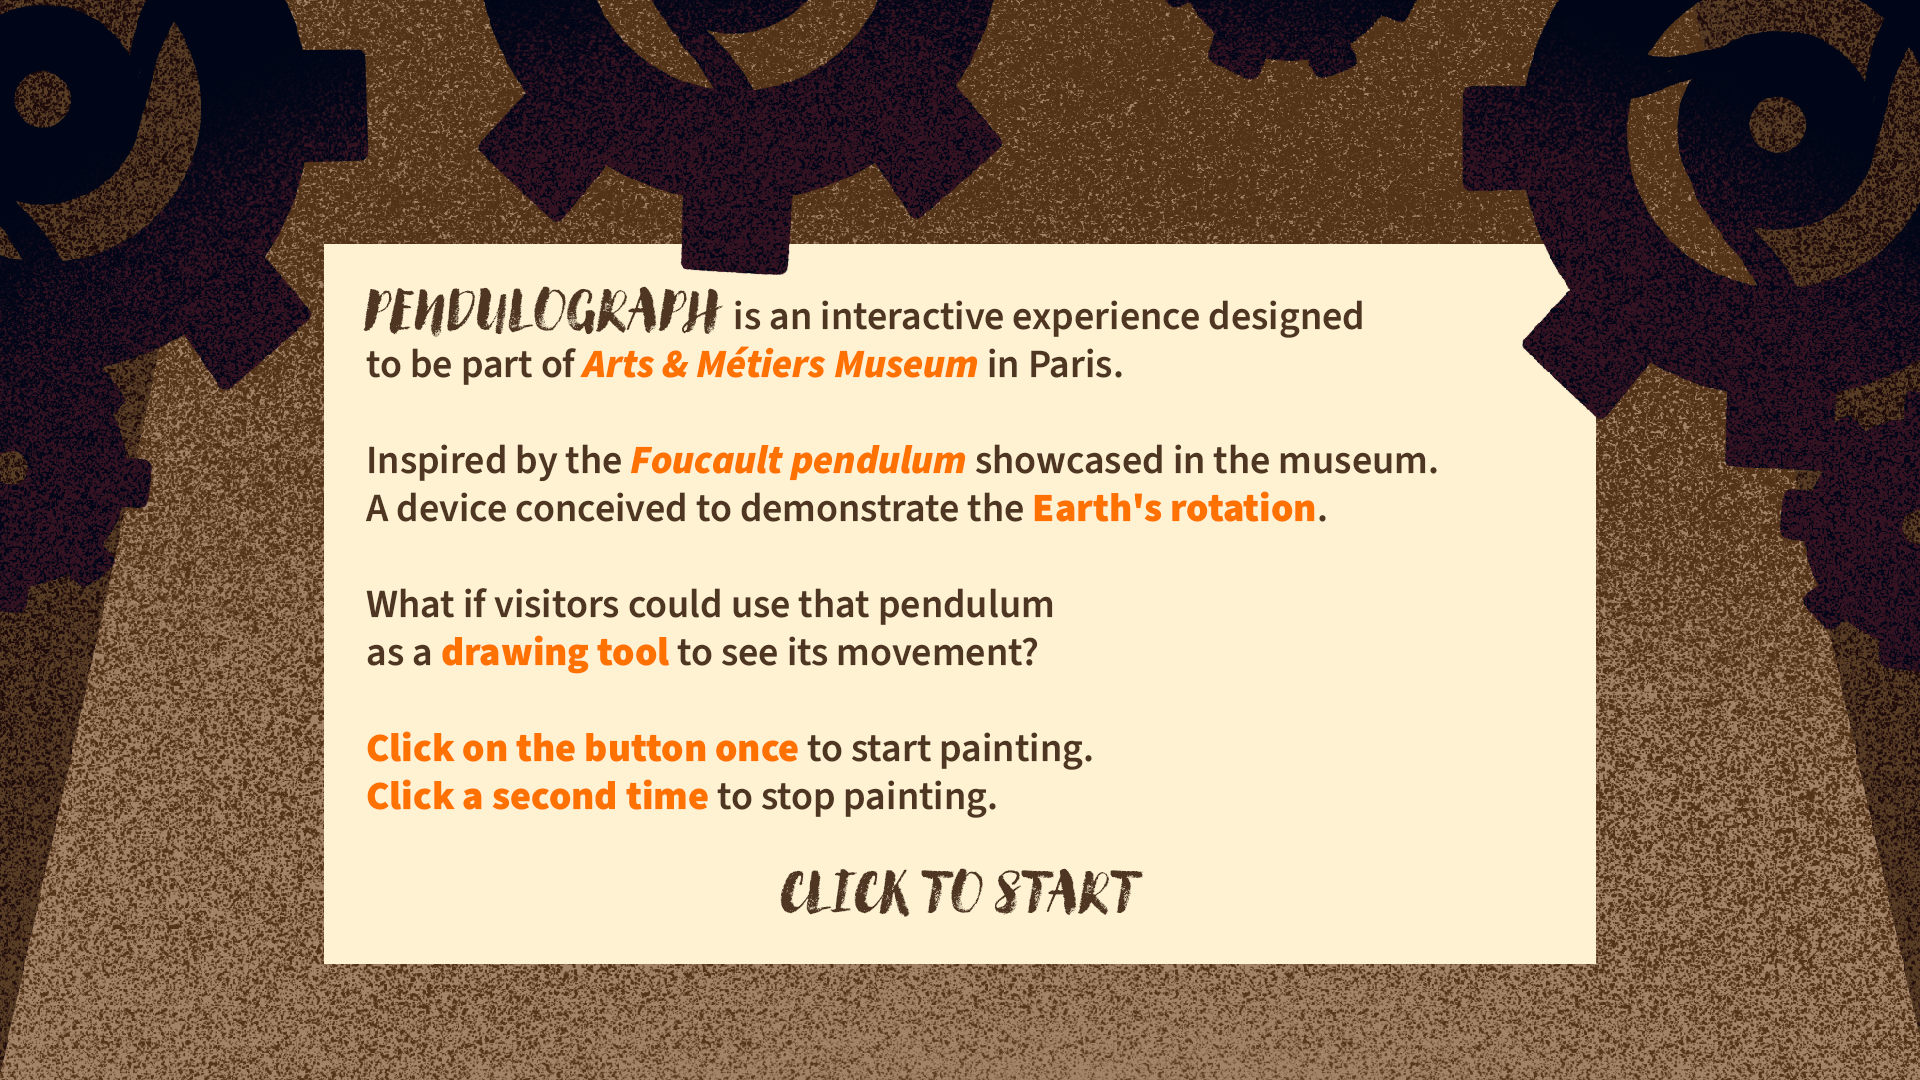 PENDULOGRAPH is an interactive experience designed
to be part of Arts & Métiers Museum in Paris.
Inspired by the Foucault pendulum showcased in the museum.
A device conceived to demonstrate the Earth's rotation.
What if visitors could use that pendulum
as a drawing tool to see its movement?
Click on the button once to start painting.
Click a second time to stop painting.
CLICK TO START